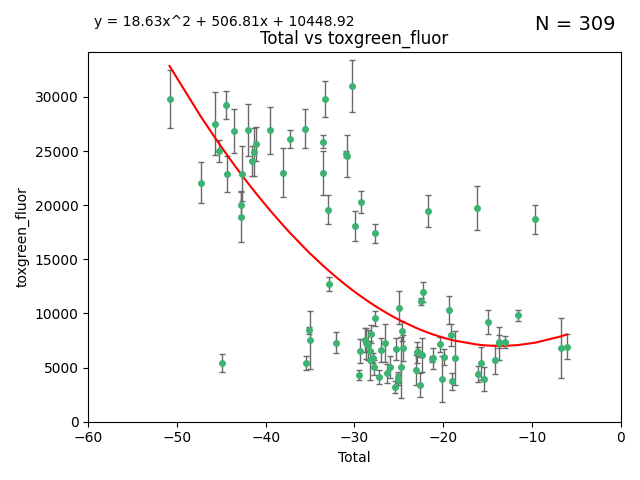 y = 18.63x^2 + 506.81x + 10448.92
N = 309
Total vs toxgreen_fluor
30000
25000
20000
15000
10000
5000
0
toxgreen_fluor
−60 −50 −40 −30 −20 −10 0
Total